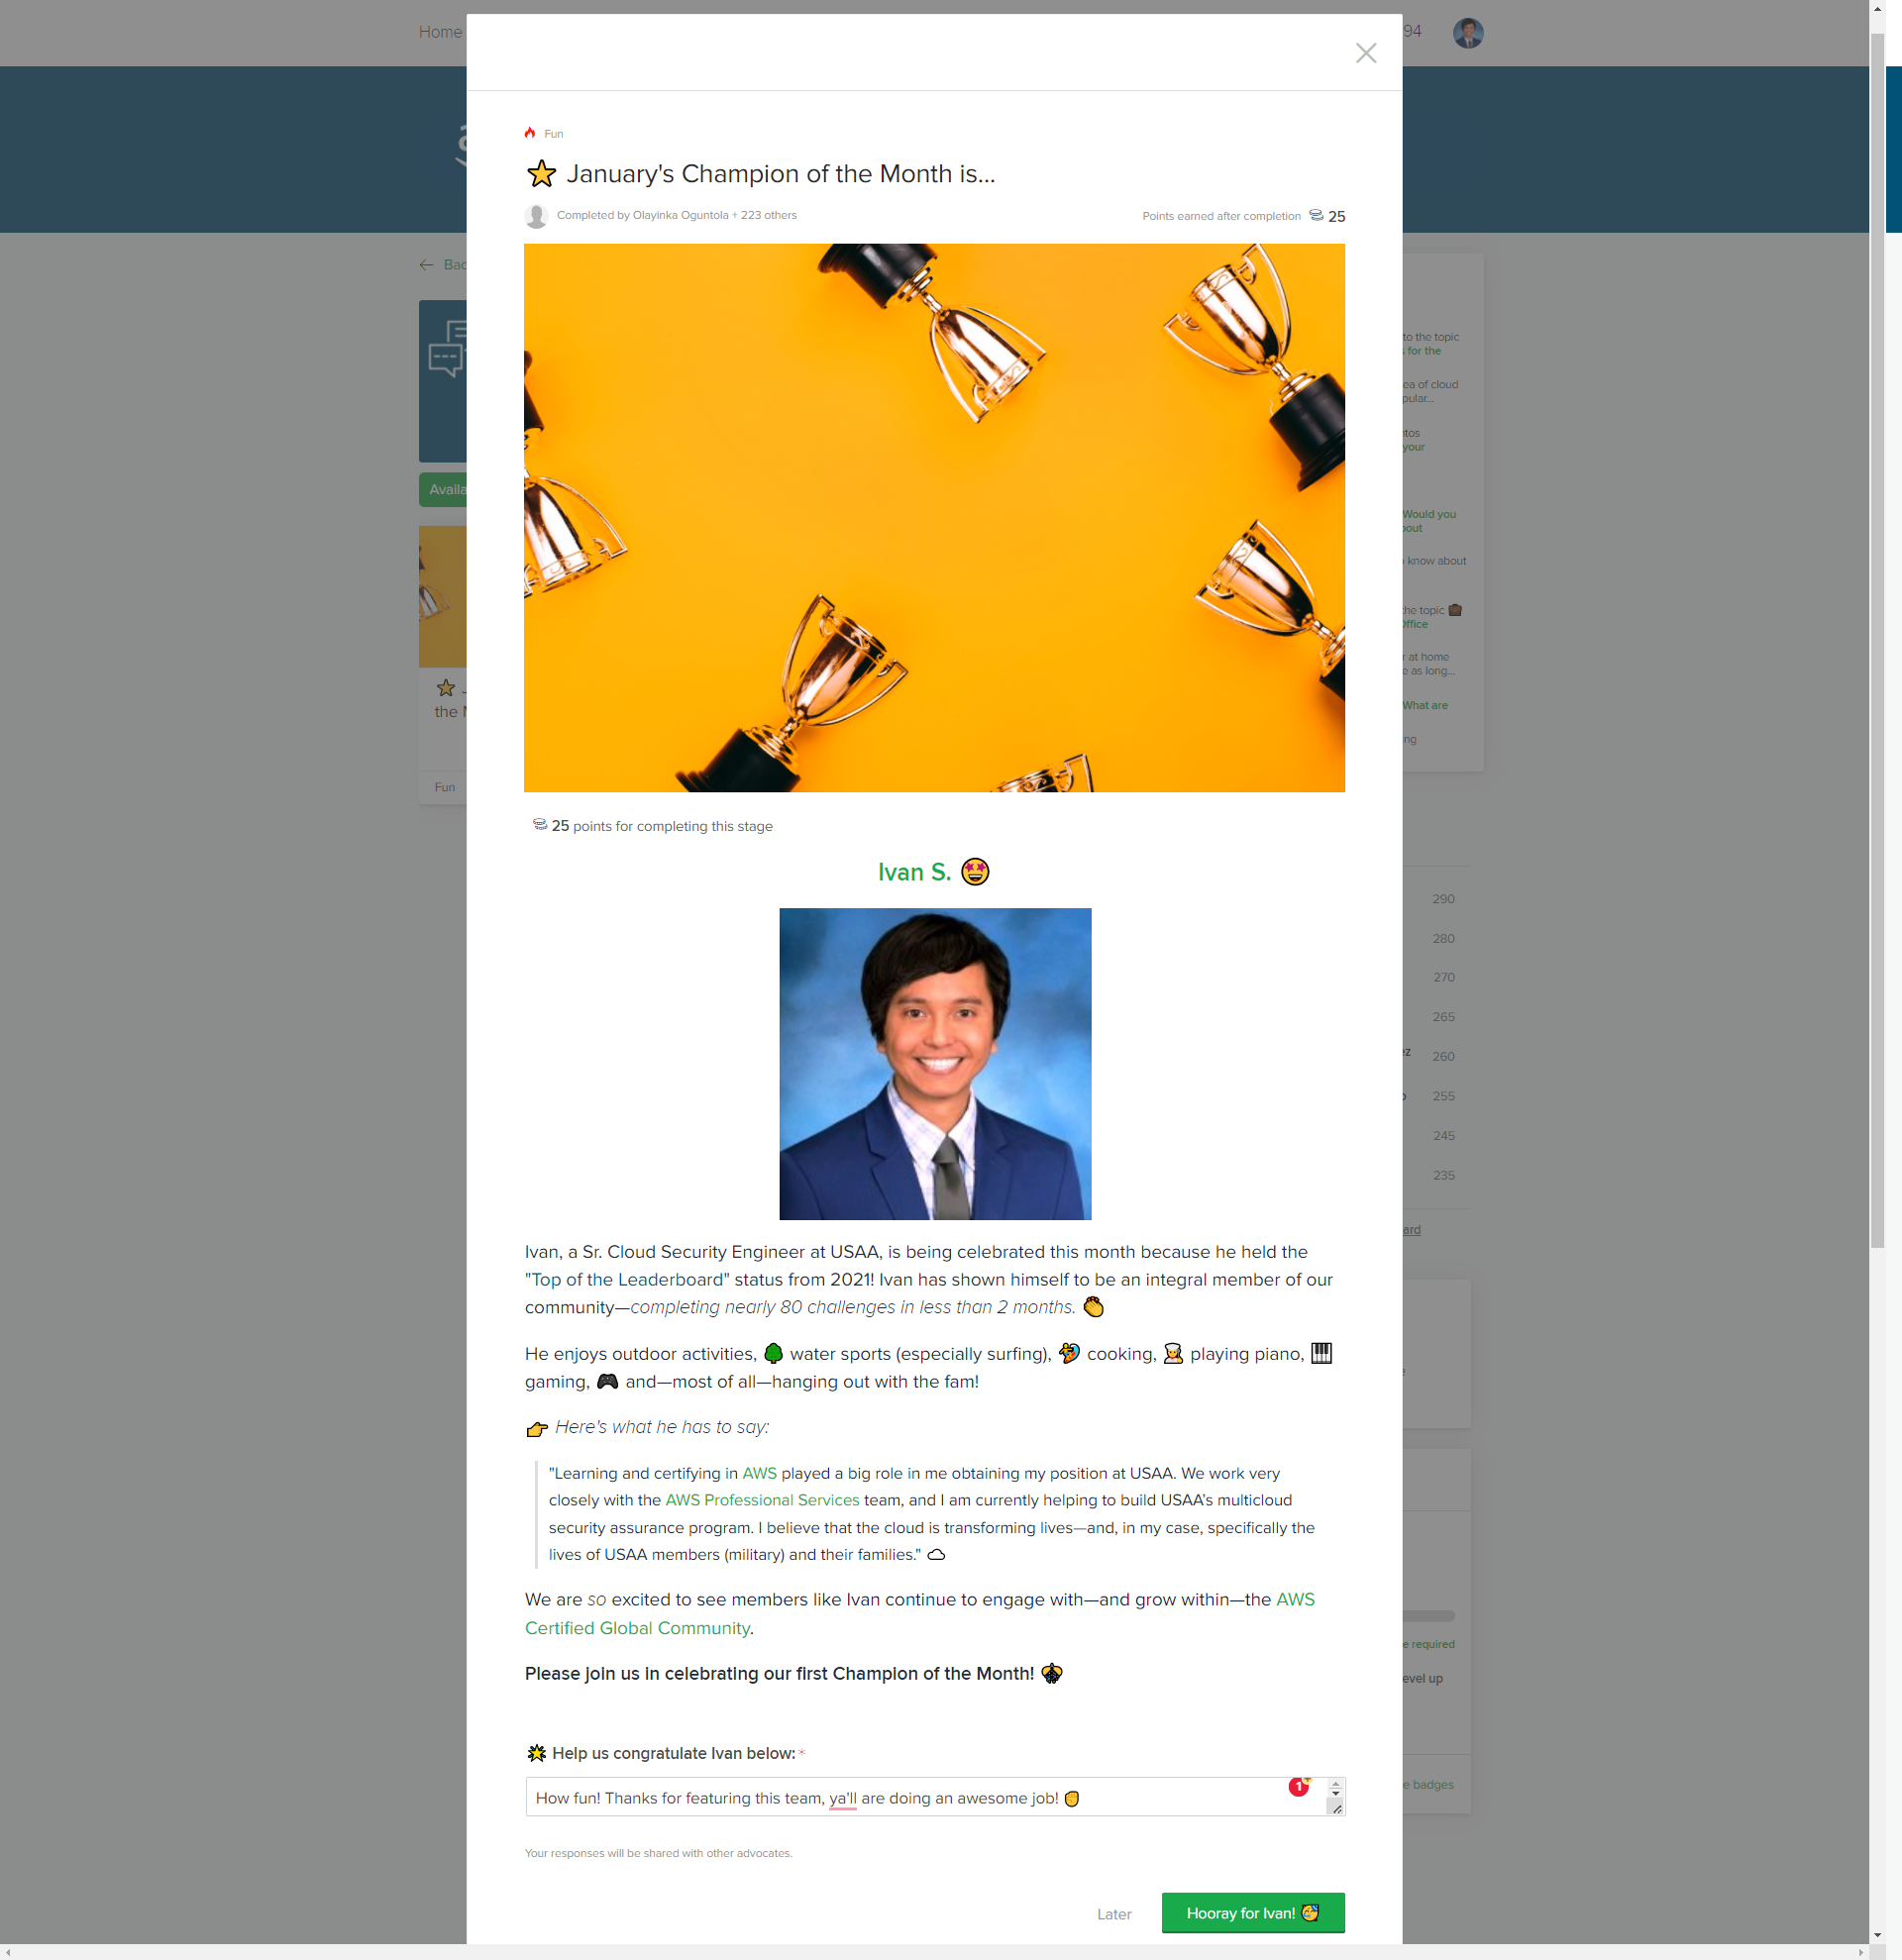 Home
94
Fun
⭐ January's Champion of the Month is...
Completed by Olayinka Oguntola + 223 others
Points earned after completion 25
25 points for completing this stage
Ivan S. 🤩
Ivan, a Sr. Cloud Security Engineer at USAA, is being celebrated this month because he held the
"Top of the Leaderboard" status from 2021! Ivan has shown himself to be an integral member of our
community—completing nearly 80 challenges in less than 2 months. 👏
He enjoys outdoor activities, 🌳 water sports (especially surfing), 🏄 cooking, 👨‍🍳 playing piano, 🎹
gaming, 🎮 and—most of all—hanging out with the fam!
👉 Here's what he has to say:
"Learning and certifying in AWS played a big role in me obtaining my position at USAA. We work very
closely with the AWS Professional Services team, and I am currently helping to build USAA's multicloud
security assurance program. I believe that the cloud is transforming lives—and, in my case, specifically the
lives of USAA members (military) and their families." ☁
We are so excited to see members like Ivan continue to engage with—and grow within—the AWS
Certified Global Community.
Please join us in celebrating our first Champion of the Month!
🌟 Help us congratulate Ivan below:*
How fun! Thanks for featuring this team, ya'll are doing an awesome job! ✊
1
Your responses will be shared with other advocates.
Later
Hooray for Ivan! 🥳
the
Fun
to the topic
for the
of cloud
your
Would you
know about
the topic 💼
Office
at home
as long...
What are
290
280
270
265
260
255
245
235
required
level up
badges